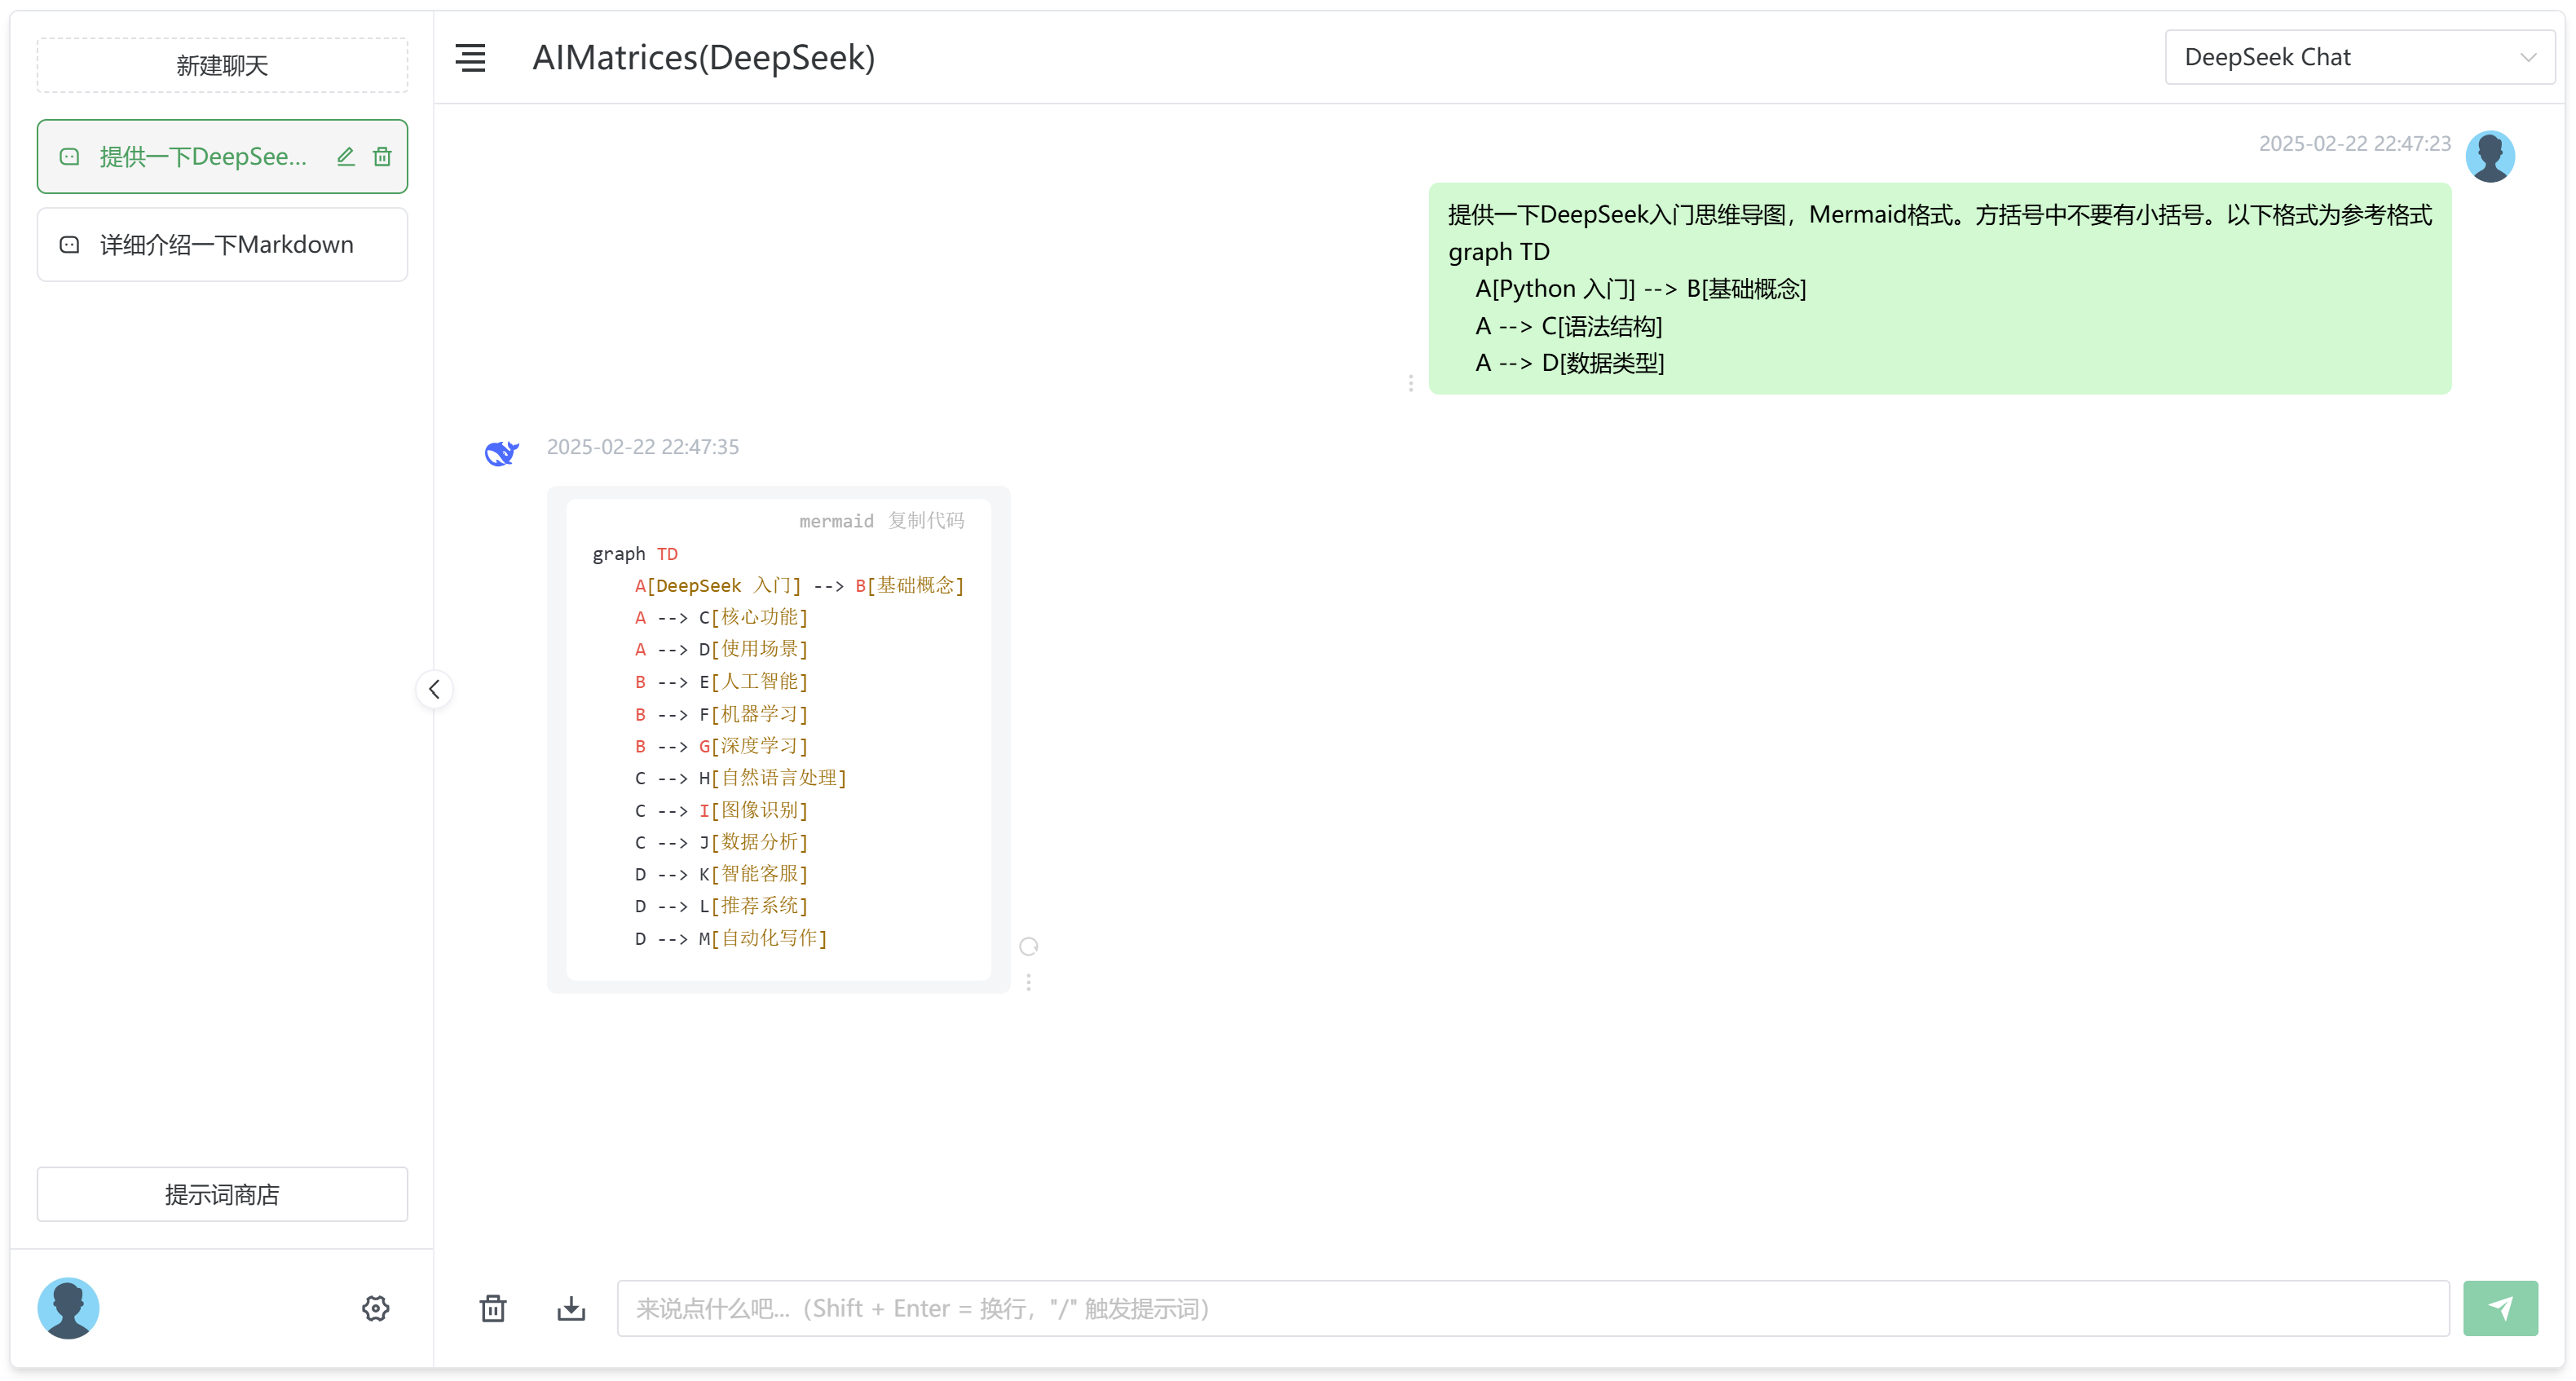 新建聊天
提供一下DeepSee...
详细介绍一下Markdown
提示词商店
AIMatrices(DeepSeek)
DeepSeek Chat
2025-02-22 22:47:23
提供一下DeepSeek入门思维导图，Mermaid格式。方括号中不要有小括号。以下格式为参考格式
graph TD
A[Python 入门] --> B[基础概念]
A --> C[语法结构]
A --> D[数据类型]
2025-02-22 22:47:35
mermaid 复制代码
graph TD
A[DeepSeek 入门] --> B[基础概念]
A --> C[核心功能]
A --> D[使用场景]
B --> E[人工智能]
B --> F[机器学习]
B --> G[深度学习]
C --> H[自然语言处理]
C --> I[图像识别]
C --> J[数据分析]
D --> K[智能客服]
D --> L[推荐系统]
D --> M[自动化写作]
来说点什么吧...（Shift + Enter = 换行，"/" 触发提示词）